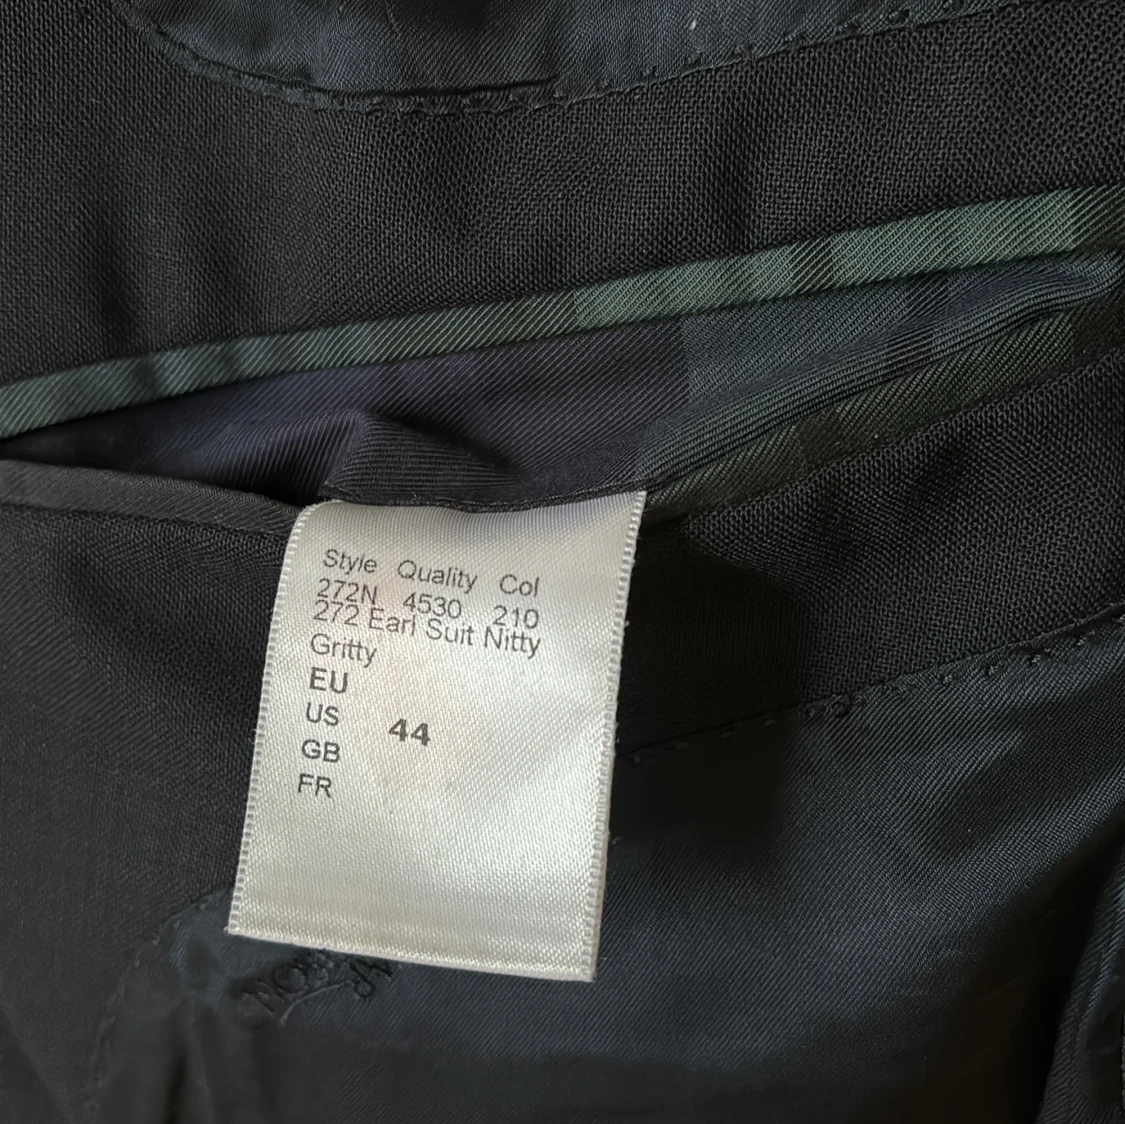 Style Quality Col
272N 4530 210
272 Earl Suit Nitty
Gritty
EU
US 44
GB
FR